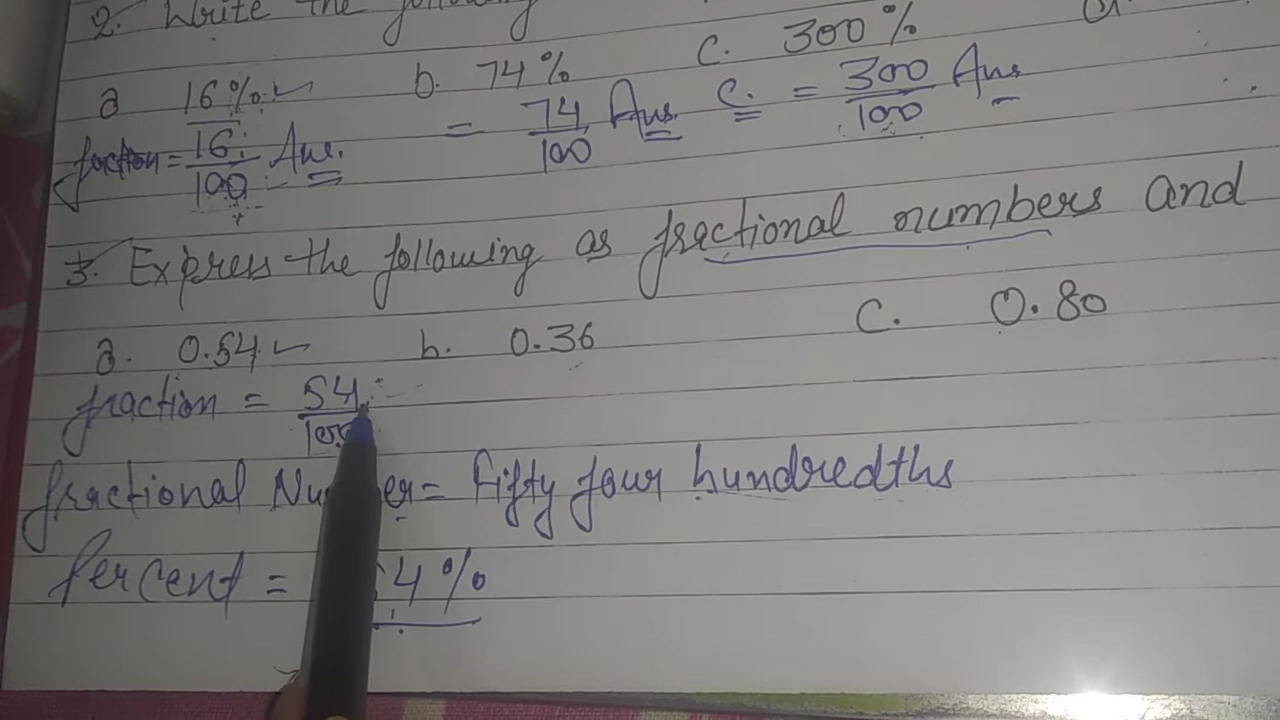 2. Write the following
a 16% b. 74% c. 300%
fraction = 16/100 Ans. = 74/100 Ans. c. = 300/100 Ans
3. Express the following as fractional numbers and
a. 0.54 b. 0.36 c. 0.80
fraction = 54/100
fractional Number = Fifty four hundredths
Percent = 4%